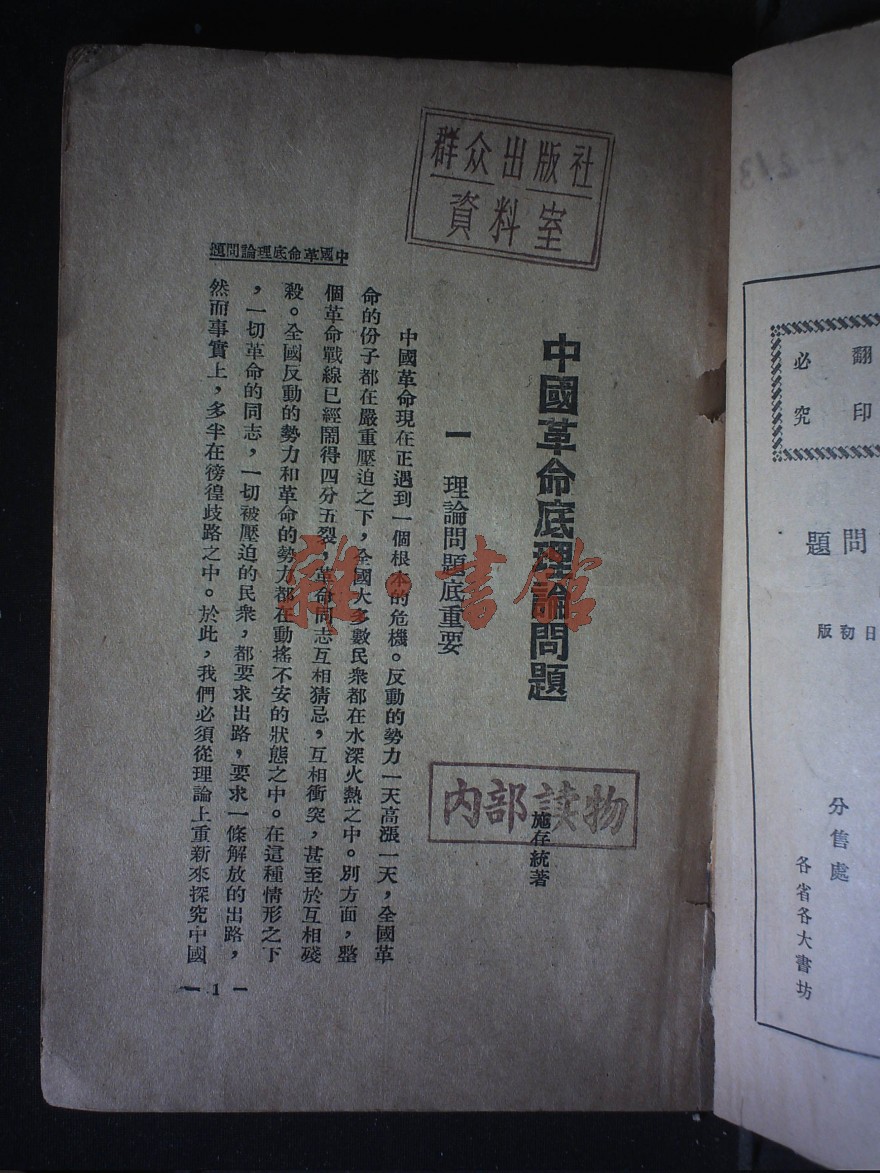 群众出版社
資料室
中國革命底理論問題
內部读物
施存統著
一 理論問題底重要
中國革命現在正遇到一個根本的危機。反動的勢力一天高漲一天，全國革
命的份子都在嚴重壓迫之下，全國大多數民衆都在水深火熱之中。別方面，整
個革命戰線已經鬧得四分五裂，革命同志互相猜忌，互相衝突，甚至於互相殘
殺。全國反動的勢力和革命的勢力都在動搖不安的狀態之中。在這種情形之下
，一切革命的同志，一切被壓迫的民衆，都要求出路，要求一條解放的出路，
然而事實上，多半在徬徨歧路之中。於此，我們必須從理論上重新來探究中國
中國革命底理論問題
— 1 —
雜·書館
翻印
必究
問題
日初版
分售處
各省各大書坊